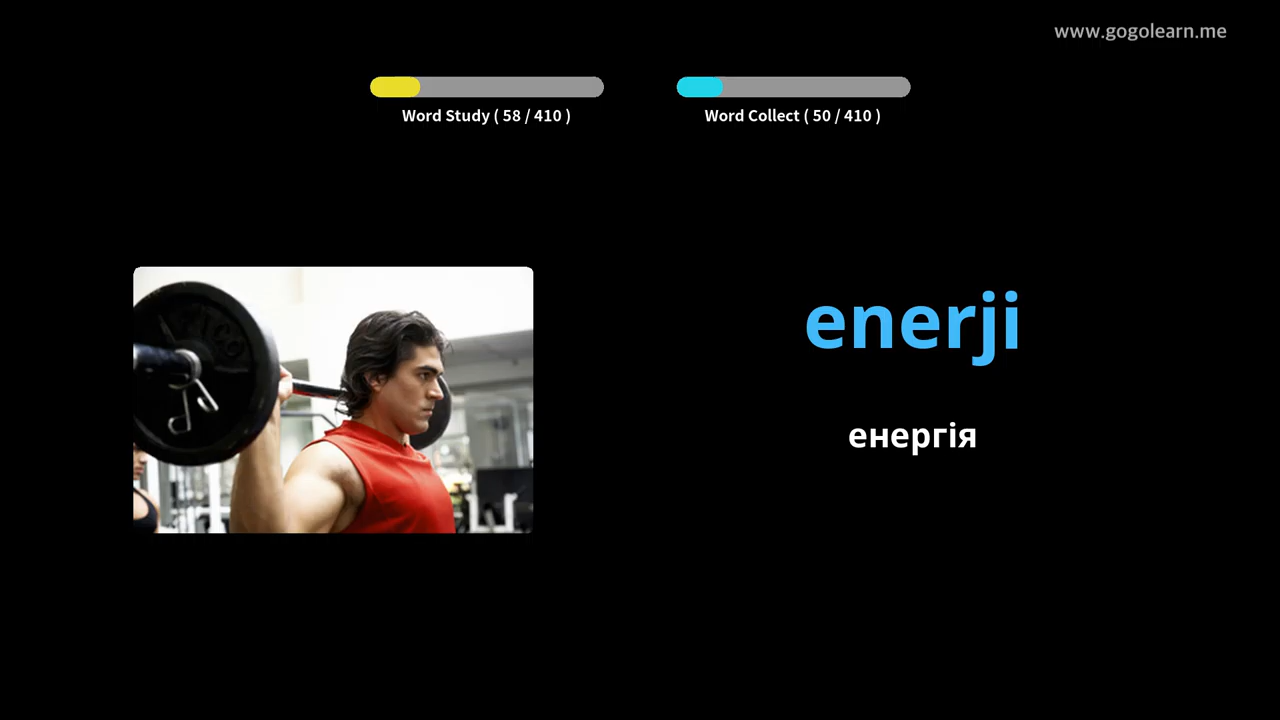 www.gogolearn.me
Word Study ( 58 / 410 )
Word Collect ( 50 / 410 )
enerji
енергія